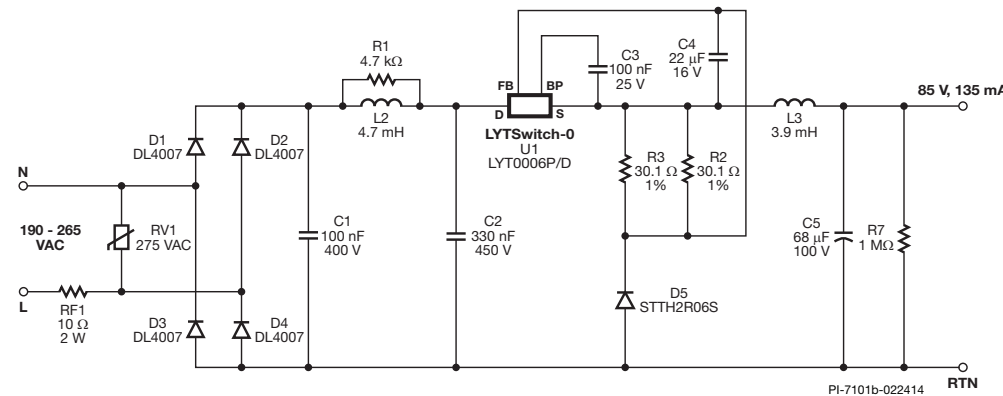 R1
4.7 kΩ
L2
4.7 mH
FB
BP
D
S
LYTSwitch-0
U1
LYT0006P/D
C3
100 nF
25 V
C4
22 μF
16 V
85 V, 135 mA
L3
3.9 mH
D1
DL4007
D2
DL4007
N
190 - 265
VAC
RV1
275 VAC
L
RF1
10 Ω
2 W
D3
DL4007
D4
DL4007
C1
100 nF
400 V
C2
330 nF
450 V
R3
30.1 Ω
1%
R2
30.1 Ω
1%
D5
STTH2R06S
C5
68 μF
100 V
R7
1 MΩ
RTN
PI-7101b-022414